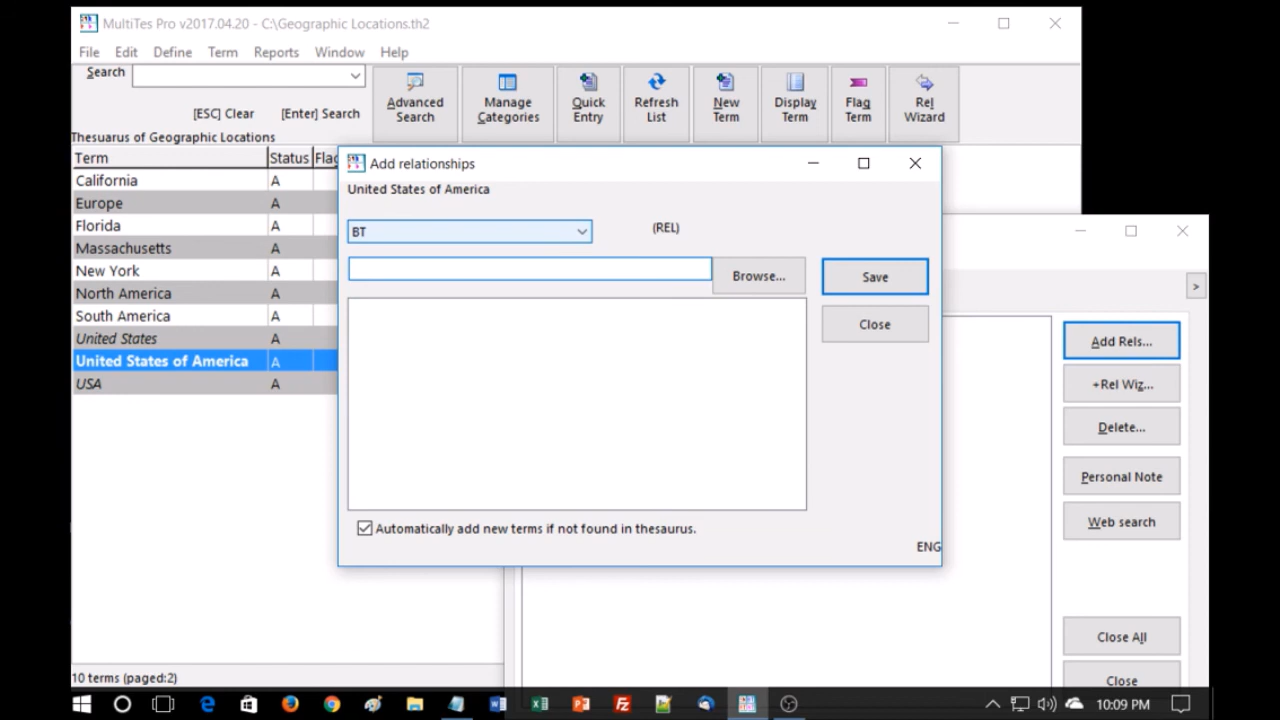 MultiTes Pro v2017.04.20 - C:\Geographic Locations.th2
File Edit Define Term Reports Window Help
Search
[ESC] Clear [Enter] Search
Advanced Search
Manage Categories
Quick Entry
Refresh List
New Term
Display Term
Flag Term
Rel Wizard
Thesuarus of Geographic Locations
Term Status Flag
California A
Europe A
Florida A
Massachusetts A
New York A
North America A
South America A
United States A
United States of America A
USA A
10 terms (paged:2)
Add relationships
United States of America
BT (REL)
Browse... Save
Close
Automatically add new terms if not found in thesaurus.
ENG
>
Add Rels...
+Rel Wiz...
Delete...
Personal Note
Web search
Close All
Close
10:09 PM